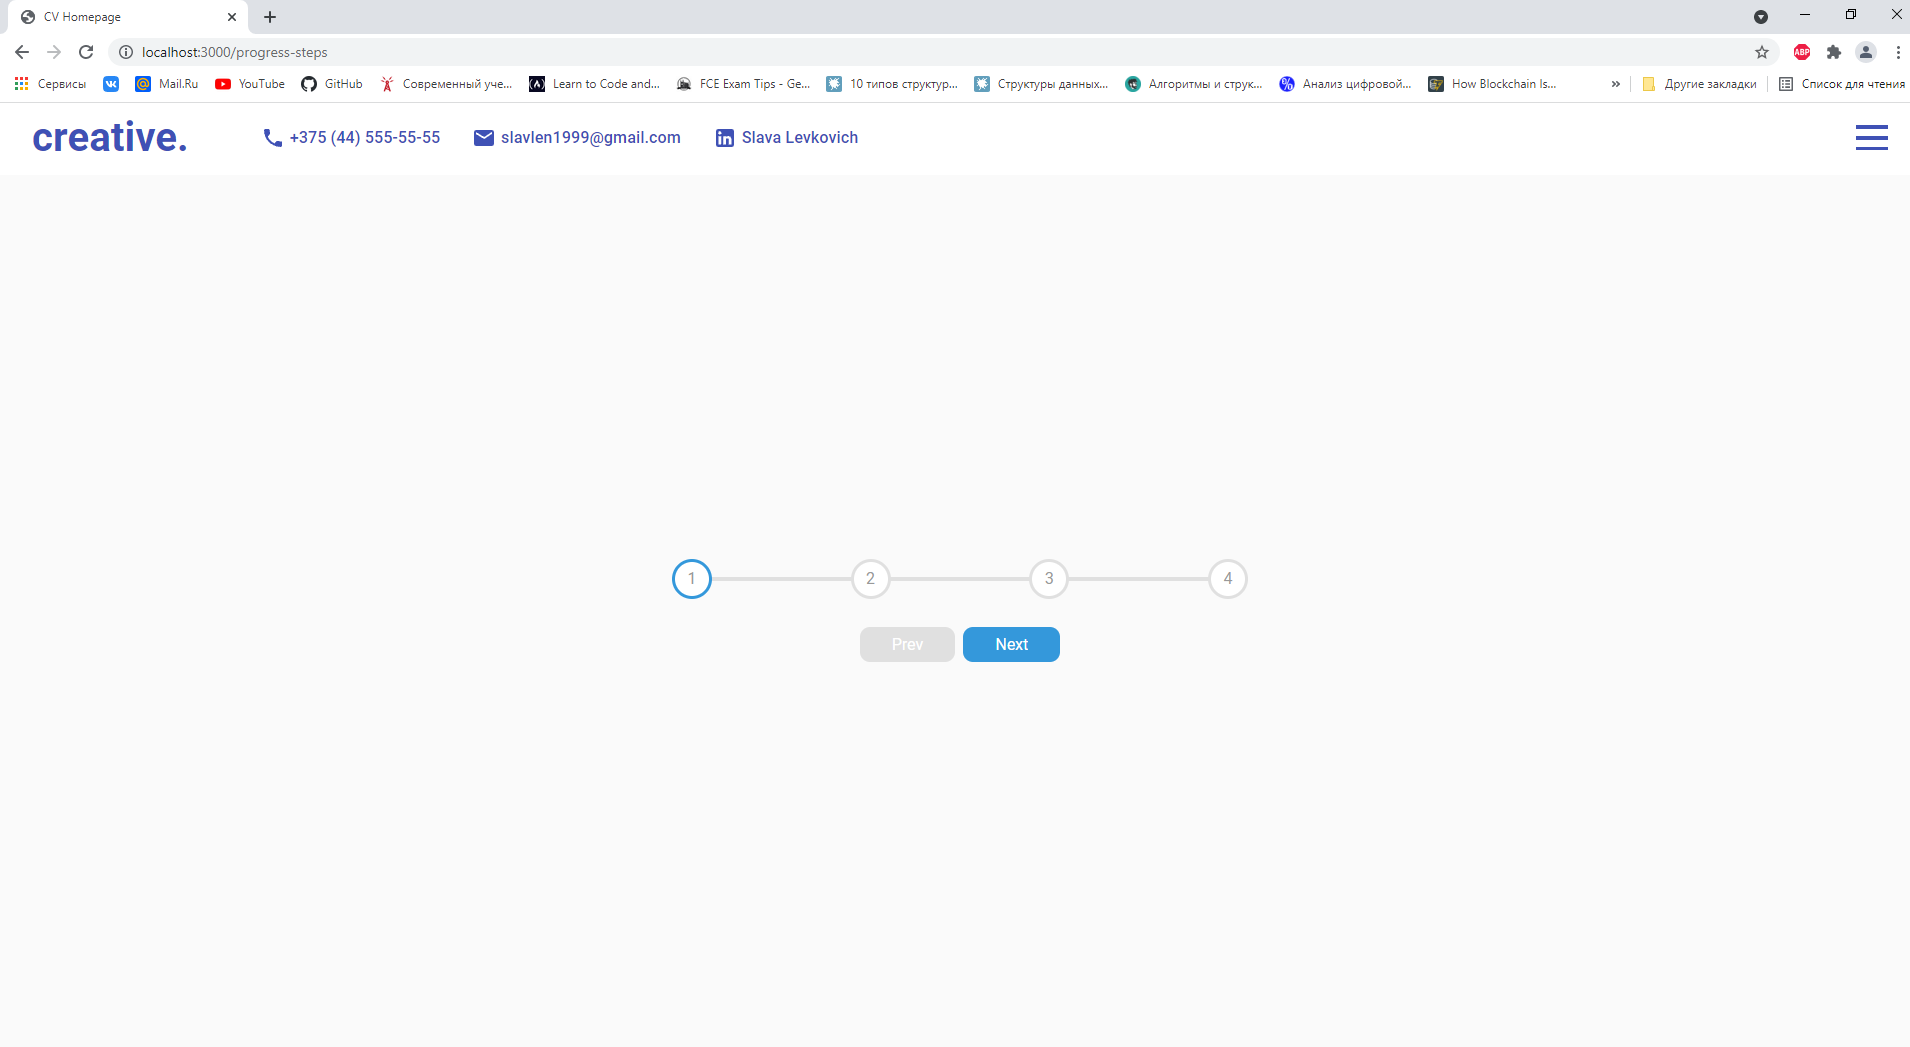 CV Homepage
localhost:3000/progress-steps
Сервисы Mail.Ru YouTube GitHub Современный уче... Learn to Code and... FCE Exam Tips - Ge... 10 типов структур... Структуры данных... Алгоритмы и струк... Анализ цифровой... How Blockchain Is... » Другие закладки Список для чтения
creative. +375 (44) 555-55-55 slavlen1999@gmail.com Slava Levkovich
1 2 3 4
Prev Next